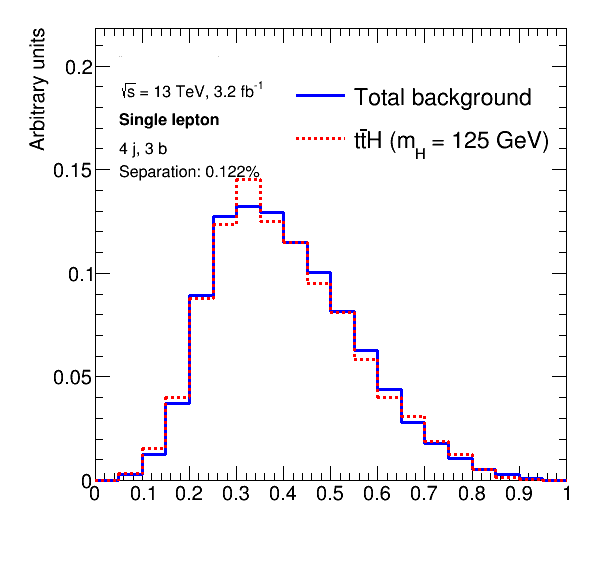 Arbitrary units
0.2
0.15
0.1
0.05
0
√s = 13 TeV, 3.2 fb⁻¹
Single lepton
4 j, 3 b
Separation: 0.122%
Total background
tt̄H (m_H = 125 GeV)
0 0.1 0.2 0.3 0.4 0.5 0.6 0.7 0.8 0.9 1